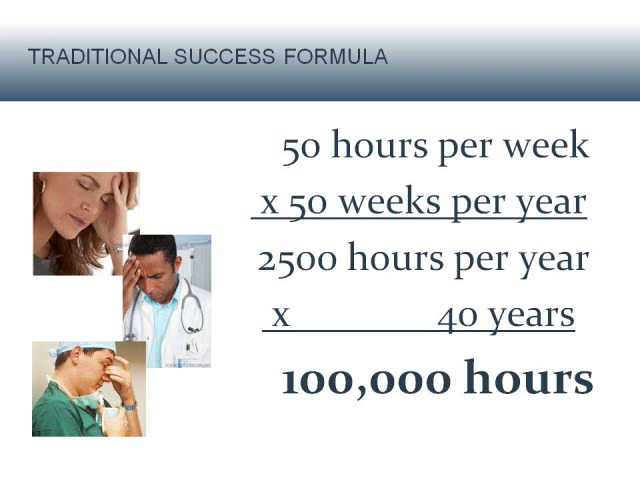 TRADITIONAL SUCCESS FORMULA
50 hours per week
x 50 weeks per year
2500 hours per year
x 40 years
100,000 hours